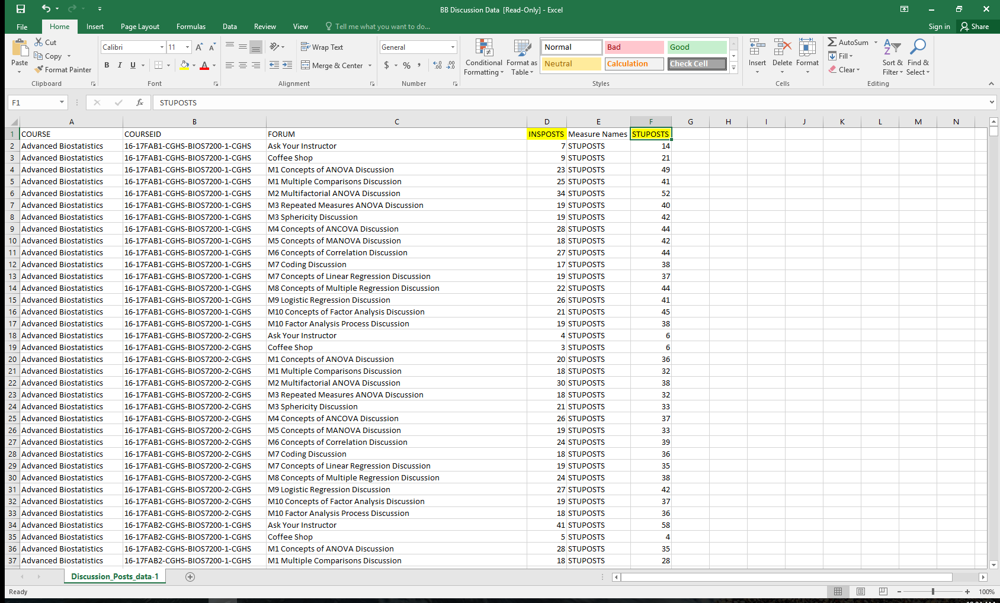 BB Discussion Data [Read-Only] - Excel
File Home Insert Page Layout Formulas Data Review View Tell me what you want to do... Sign in Share
Paste Cut Copy Format Painter Clipboard
Calibri 11 B I U Font
Wrap Text Merge & Center Alignment
General $ % , Number
Conditional Formatting Format as Table Normal Bad Good Neutral Calculation Check Cell Styles
Insert Delete Format Cells
AutoSum Fill Clear Sort & Filter Find & Select Editing
F1 fx STUPOSTS
A B C D E F G H I J K L M N
1 COURSE COURSEID FORUM INSPOSTS Measure Names STUPOSTS
2 Advanced Biostatistics 16-17FAB1-CGHS-BIOS7200-1-CGHS Ask Your Instructor 7 STUPOSTS 14
3 Advanced Biostatistics 16-17FAB1-CGHS-BIOS7200-1-CGHS Coffee Shop 9 STUPOSTS 21
4 Advanced Biostatistics 16-17FAB1-CGHS-BIOS7200-1-CGHS M1 Concepts of ANOVA Discussion 23 STUPOSTS 49
5 Advanced Biostatistics 16-17FAB1-CGHS-BIOS7200-1-CGHS M1 Multiple Comparisons Discussion 25 STUPOSTS 41
6 Advanced Biostatistics 16-17FAB1-CGHS-BIOS7200-1-CGHS M2 Multifactorial ANOVA Discussion 34 STUPOSTS 52
7 Advanced Biostatistics 16-17FAB1-CGHS-BIOS7200-1-CGHS M3 Repeated Measures ANOVA Discussion 19 STUPOSTS 40
8 Advanced Biostatistics 16-17FAB1-CGHS-BIOS7200-1-CGHS M3 Sphericity Discussion 19 STUPOSTS 42
9 Advanced Biostatistics 16-17FAB1-CGHS-BIOS7200-1-CGHS M4 Concepts of ANCOVA Discussion 28 STUPOSTS 44
10 Advanced Biostatistics 16-17FAB1-CGHS-BIOS7200-1-CGHS M5 Concepts of MANOVA Discussion 18 STUPOSTS 42
11 Advanced Biostatistics 16-17FAB1-CGHS-BIOS7200-1-CGHS M6 Concepts of Correlation Discussion 27 STUPOSTS 44
12 Advanced Biostatistics 16-17FAB1-CGHS-BIOS7200-1-CGHS M7 Coding Discussion 17 STUPOSTS 38
13 Advanced Biostatistics 16-17FAB1-CGHS-BIOS7200-1-CGHS M7 Concepts of Linear Regression Discussion 19 STUPOSTS 37
14 Advanced Biostatistics 16-17FAB1-CGHS-BIOS7200-1-CGHS M8 Concepts of Multiple Regression Discussion 22 STUPOSTS 44
15 Advanced Biostatistics 16-17FAB1-CGHS-BIOS7200-1-CGHS M9 Logistic Regression Discussion 26 STUPOSTS 41
16 Advanced Biostatistics 16-17FAB1-CGHS-BIOS7200-1-CGHS M10 Concepts of Factor Analysis Discussion 21 STUPOSTS 45
17 Advanced Biostatistics 16-17FAB1-CGHS-BIOS7200-1-CGHS M10 Factor Analysis Process Discussion 19 STUPOSTS 38
18 Advanced Biostatistics 16-17FAB1-CGHS-BIOS7200-2-CGHS Ask Your Instructor 4 STUPOSTS 6
19 Advanced Biostatistics 16-17FAB1-CGHS-BIOS7200-2-CGHS Coffee Shop 3 STUPOSTS 6
20 Advanced Biostatistics 16-17FAB1-CGHS-BIOS7200-2-CGHS M1 Concepts of ANOVA Discussion 20 STUPOSTS 36
21 Advanced Biostatistics 16-17FAB1-CGHS-BIOS7200-2-CGHS M1 Multiple Comparisons Discussion 18 STUPOSTS 32
22 Advanced Biostatistics 16-17FAB1-CGHS-BIOS7200-2-CGHS M2 Multifactorial ANOVA Discussion 30 STUPOSTS 38
23 Advanced Biostatistics 16-17FAB1-CGHS-BIOS7200-2-CGHS M3 Repeated Measures ANOVA Discussion 18 STUPOSTS 32
24 Advanced Biostatistics 16-17FAB1-CGHS-BIOS7200-2-CGHS M3 Sphericity Discussion 21 STUPOSTS 33
25 Advanced Biostatistics 16-17FAB1-CGHS-BIOS7200-2-CGHS M4 Concepts of ANCOVA Discussion 26 STUPOSTS 37
26 Advanced Biostatistics 16-17FAB1-CGHS-BIOS7200-2-CGHS M5 Concepts of MANOVA Discussion 19 STUPOSTS 33
27 Advanced Biostatistics 16-17FAB1-CGHS-BIOS7200-2-CGHS M6 Concepts of Correlation Discussion 24 STUPOSTS 39
28 Advanced Biostatistics 16-17FAB1-CGHS-BIOS7200-2-CGHS M7 Coding Discussion 18 STUPOSTS 36
29 Advanced Biostatistics 16-17FAB1-CGHS-BIOS7200-2-CGHS M7 Concepts of Linear Regression Discussion 19 STUPOSTS 35
30 Advanced Biostatistics 16-17FAB1-CGHS-BIOS7200-2-CGHS M8 Concepts of Multiple Regression Discussion 24 STUPOSTS 38
31 Advanced Biostatistics 16-17FAB1-CGHS-BIOS7200-2-CGHS M9 Logistic Regression Discussion 27 STUPOSTS 42
32 Advanced Biostatistics 16-17FAB1-CGHS-BIOS7200-2-CGHS M10 Concepts of Factor Analysis Discussion 19 STUPOSTS 37
33 Advanced Biostatistics 16-17FAB1-CGHS-BIOS7200-2-CGHS M10 Factor Analysis Process Discussion 18 STUPOSTS 36
34 Advanced Biostatistics 16-17FAB2-CGHS-BIOS7200-1-CGHS Ask Your Instructor 41 STUPOSTS 58
35 Advanced Biostatistics 16-17FAB2-CGHS-BIOS7200-1-CGHS Coffee Shop 5 STUPOSTS 4
36 Advanced Biostatistics 16-17FAB2-CGHS-BIOS7200-1-CGHS M1 Concepts of ANOVA Discussion 28 STUPOSTS 35
37 Advanced Biostatistics 16-17FAB2-CGHS-BIOS7200-1-CGHS M1 Multiple Comparisons Discussion 18 STUPOSTS 28
Discussion_Posts_data-1
Ready 100%